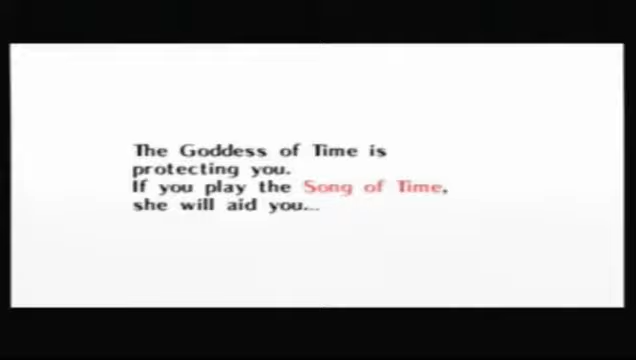 The Goddess of Time is
protecting you.
If you play the Song of Time,
she will aid you...